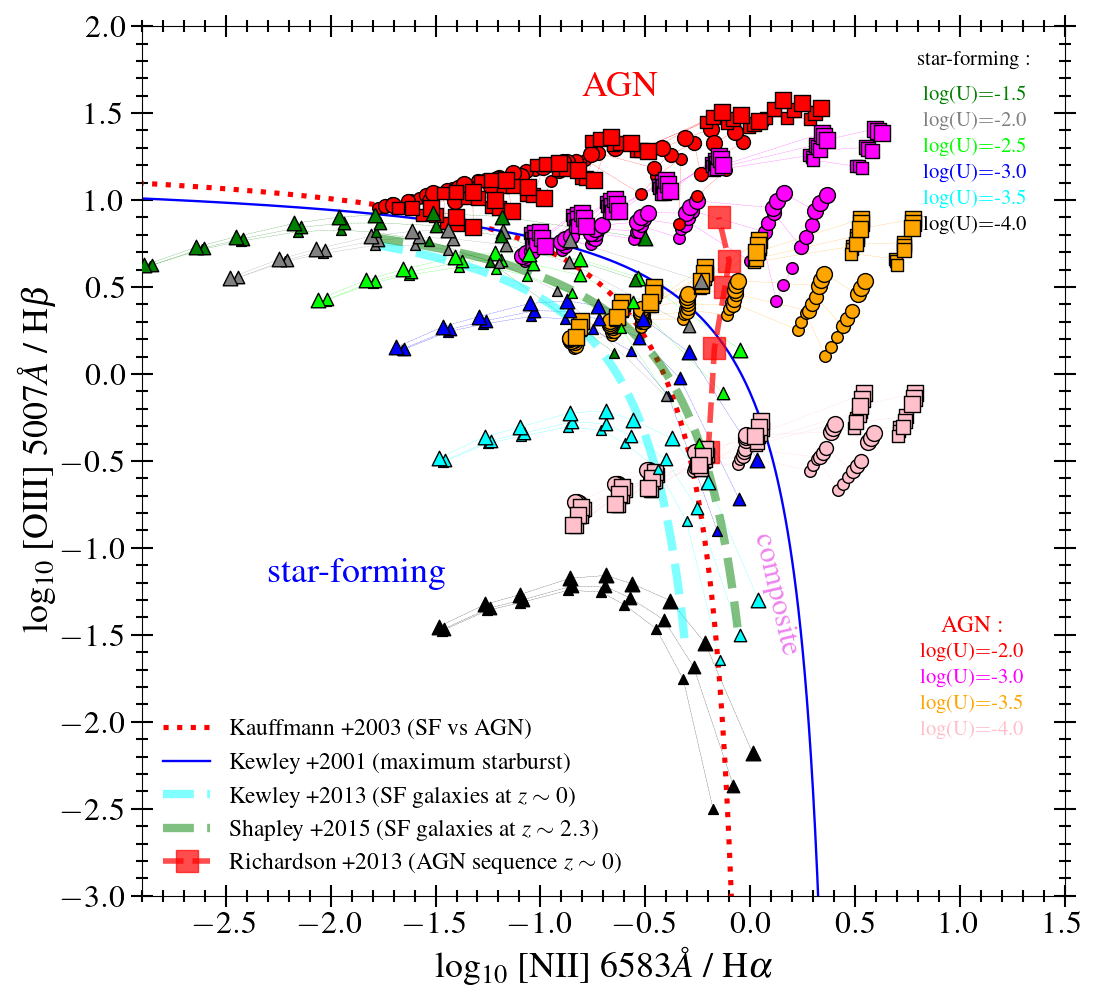 2.0
1.5
1.0
0.5
0.0
−0.5
−1.0
−1.5
−2.0
−2.5
−3.0
log₁₀ [OIII] 5007Å / Hβ
AGN
star-forming :
log(U)=-1.5
log(U)=-2.0
log(U)=-2.5
log(U)=-3.0
log(U)=-3.5
log(U)=-4.0
star-forming
composite
AGN :
log(U)=-2.0
log(U)=-3.0
log(U)=-3.5
log(U)=-4.0
Kauffmann +2003 (SF vs AGN)
Kewley +2001 (maximum starburst)
Kewley +2013 (SF galaxies at z ∼ 0)
Shapley +2015 (SF galaxies at z ∼ 2.3)
Richardson +2013 (AGN sequence z ∼ 0)
−2.5 −2.0 −1.5 −1.0 −0.5 0.0 0.5 1.0 1.5
log₁₀ [NII] 6583Å / Hα